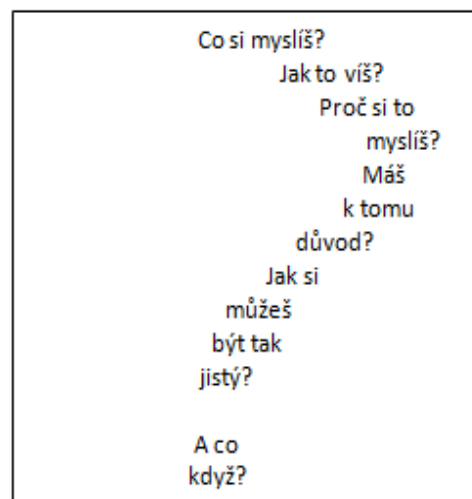 Co si myslíš?
Jak to víš?
Proč si to
myslíš?
Máš
k tomu
důvod?
Jak si
můžeš
být tak
jistý?
A co
když?